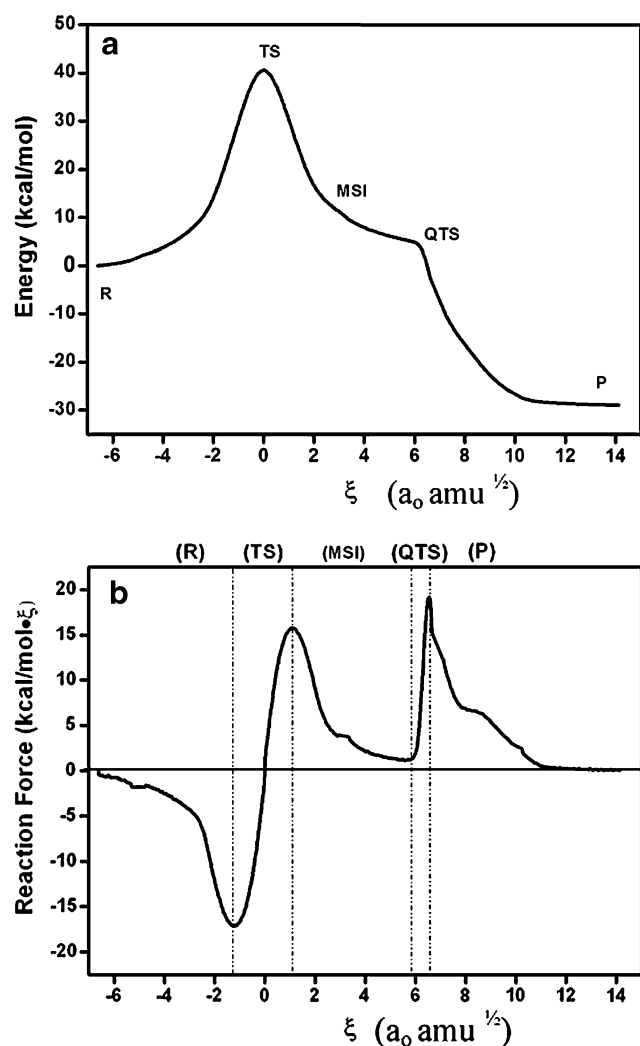 a
50
40
30
20
10
0
-10
-20
-30
Energy (kcal/mol)
TS
MSI
QTS
R
P
-6 -4 -2 0 2 4 6 8 10 12 14
ξ (a₀ amu ½)
(R) (TS) (MSI) (QTS) (P)
b
20
15
10
5
0
-5
-10
-15
-20
Reaction Force (kcal/mol•ξ)
-6 -4 -2 0 2 4 6 8 10 12 14
ξ (a₀ amu ½)